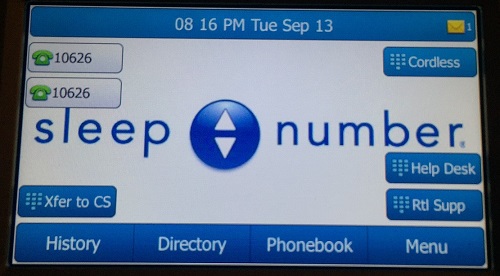 08 16 PM Tue Sep 13 1
10626
Cordless
10626
sleep number
Help Desk
Xfer to CS
Rtl Supp
History Directory Phonebook Menu